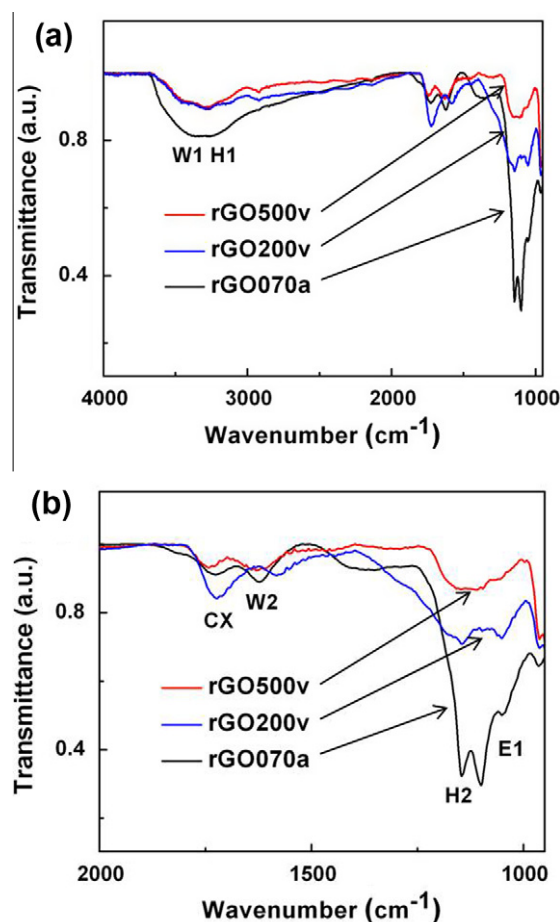 (a)
Transmittance (a.u.)
0.8
0.4
W1 H1
rGO500v
rGO200v
rGO070a
4000 3000 2000 1000
Wavenumber (cm⁻¹)
(b)
Transmittance (a.u.)
0.8
0.4
CX
W2
rGO500v
rGO200v
rGO070a
H2
E1
2000 1500 1000
Wavenumber (cm⁻¹)